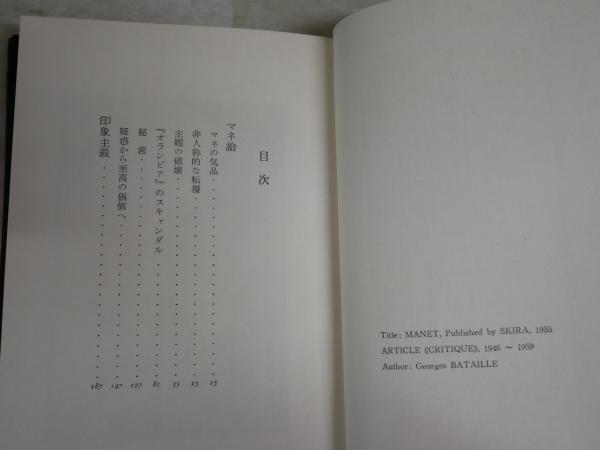 Title: MANET, Published by SKIRA, 1955
ARTICLE《CRITIQUE》, 1946 ～ 1959
Author: Georges BATAILLE
目次
マネ論
マネの気品・・・・・・・・・・・・・・・15
非人称的な転覆・・・・・・・・・・・・・25
主題の破壊・・・・・・・・・・・・・・・53
『オランピア』のスキャンダル・・・・・・・81
秘密・・・・・・・・・・・・・・・・・・127
疑惑から至高の価値へ・・・・・・・・・・147
印象主義・・・・・・・・・・・・・・・・187